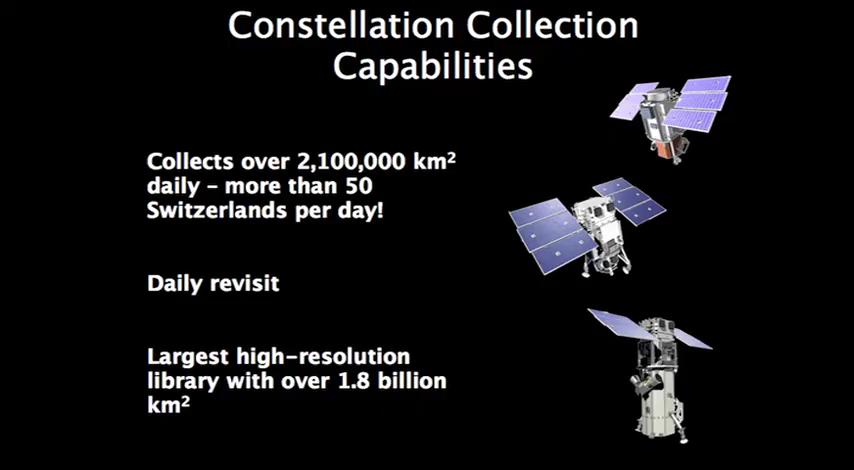 Constellation Collection
Capabilities
Collects over 2,100,000 km²
daily – more than 50
Switzerlands per day!
Daily revisit
Largest high-resolution
library with over 1.8 billion
km²